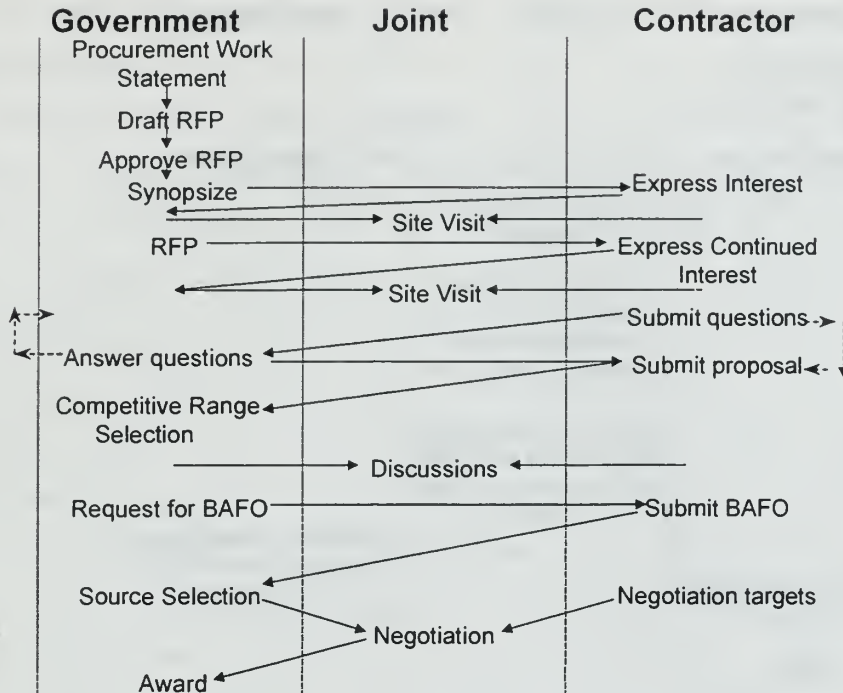 Government Joint Contractor
Procurement Work
Statement
Draft RFP
Approve RFP
Synopsize Express Interest
Site Visit
RFP Express Continued
Interest
Site Visit
Submit questions
Answer questions Submit proposal
Competitive Range
Selection
Discussions
Request for BAFO Submit BAFO
Source Selection Negotiation targets
Negotiation
Award